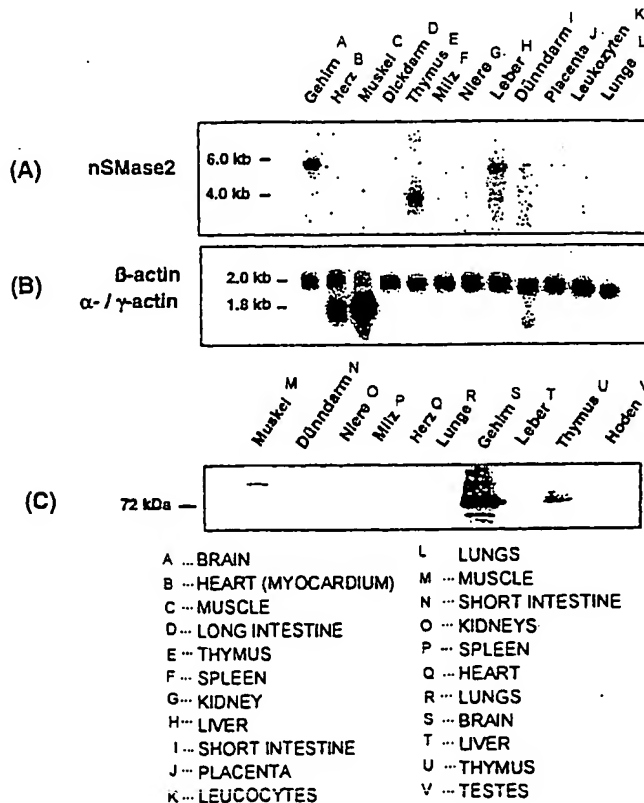 Gehirn A
Herz B
Muskel C
Dickdarm D
Thymus E
Milz F
Niere G
Leber H
Dünndarm I
Placenta J
Leukozyten K
Lunge L
(A) nSMase2
6.0 kb –
4.0 kb –
(B) ß-actin
α- / γ-actin
2.0 kb –
1.8 kb –
Muskel M
Dünndarm N
Niere O
Milz P
Herz Q
Lunge R
Gehirn S
Leber T
Thymus U
Hoden V
(C) 72 kDa —
A ... BRAIN
B ... HEART (MYOCARDIUM)
C ... MUSCLE
D ... LONG INTESTINE
E ... THYMUS
F ... SPLEEN
G ... KIDNEY
H ... LIVER
I ... SHORT INTESTINE
J ... PLACENTA
K ... LEUCOCYTES
L LUNGS
M ... MUSCLE
N ... SHORT INTESTINE
O ... KIDNEYS
P ... SPLEEN
Q ... HEART
R ... LUNGS
S ... BRAIN
T ... LIVER
U ... THYMUS
V ... TESTES